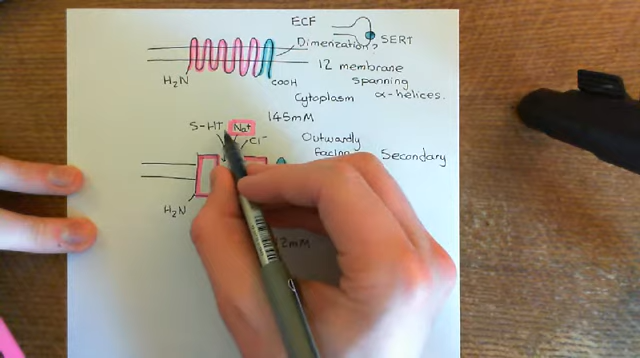 ECF
SERT
Dimerization?
12 membrane
spanning
α-helices.
H₂N
COOH
Cytoplasm
145mM
5-HT Na+
Cl⁻
Outwardly
facing
Secondary
H₂N
12mM